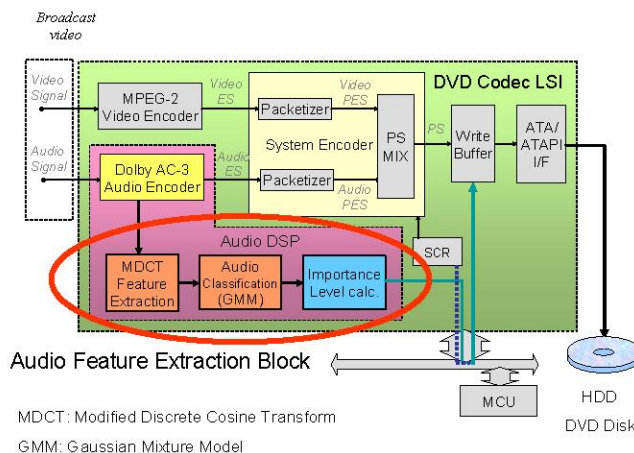 Broadcast
video
DVD Codec LSI
Video
Signal
MPEG-2
Video Encoder
Video
ES
Packetizer
Video
PES
System Encoder
PS
MIX
PS
Write
Buffer
ATA/
ATAPI
I/F
Audio
Signal
Dolby AC-3
Audio Encoder
Audio
ES
Packetizer
Audio
PES
Audio DSP
SCR
MDCT
Feature
Extraction
Audio
Classification
(GMM)
Importance
Level calc.
Audio Feature Extraction Block
MCU
HDD
DVD Disk
MDCT: Modified Discrete Cosine Transform
GMM: Gaussian Mixture Model